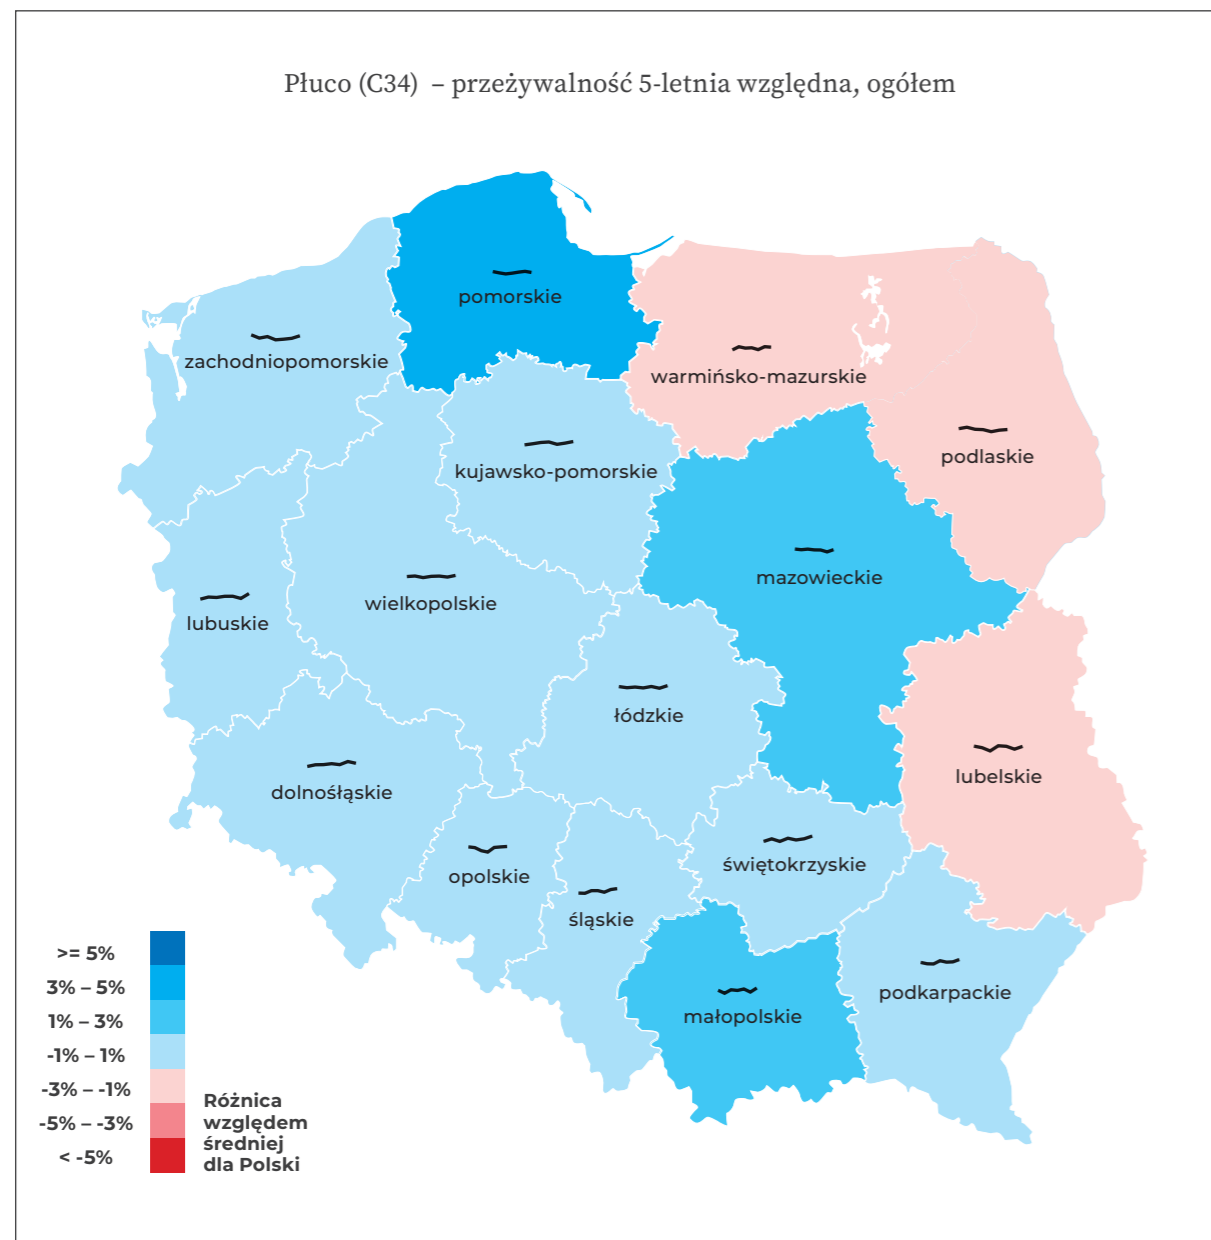 Płuco (C34) – przeżywalność 5-letnia względna, ogółem
pomorskie
zachodniopomorskie
warmińsko-mazurskie
podlaskie
kujawsko-pomorskie
mazowieckie
wielkopolskie
lubuskie
łódzkie
lubelskie
dolnośląskie
świętokrzyskie
opolskie
śląskie
podkarpackie
małopolskie
>= 5%
3% – 5%
1% – 3%
-1% – 1%
-3% – -1%
-5% – -3%
< -5%
Różnica
względem
średniej
dla Polski